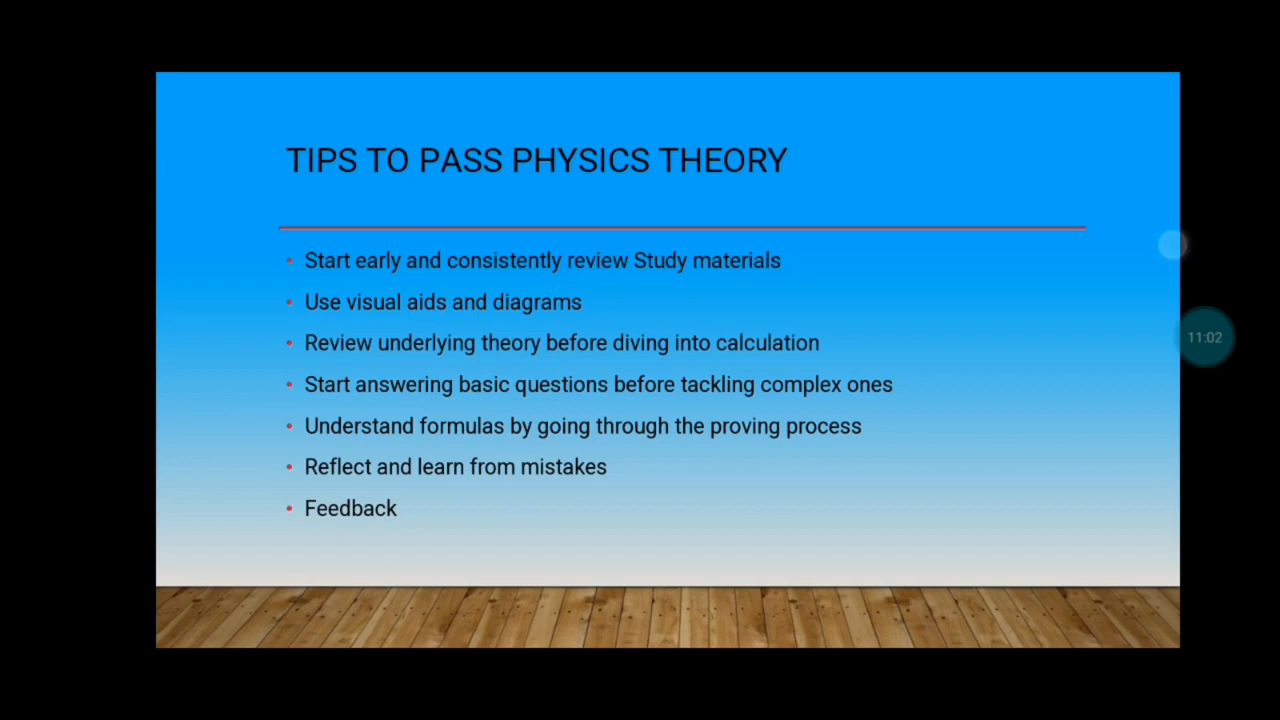 TIPS TO PASS PHYSICS THEORY
• Start early and consistently review Study materials
• Use visual aids and diagrams
• Review underlying theory before diving into calculation
• Start answering basic questions before tackling complex ones
• Understand formulas by going through the proving process
• Reflect and learn from mistakes
• Feedback
11:02